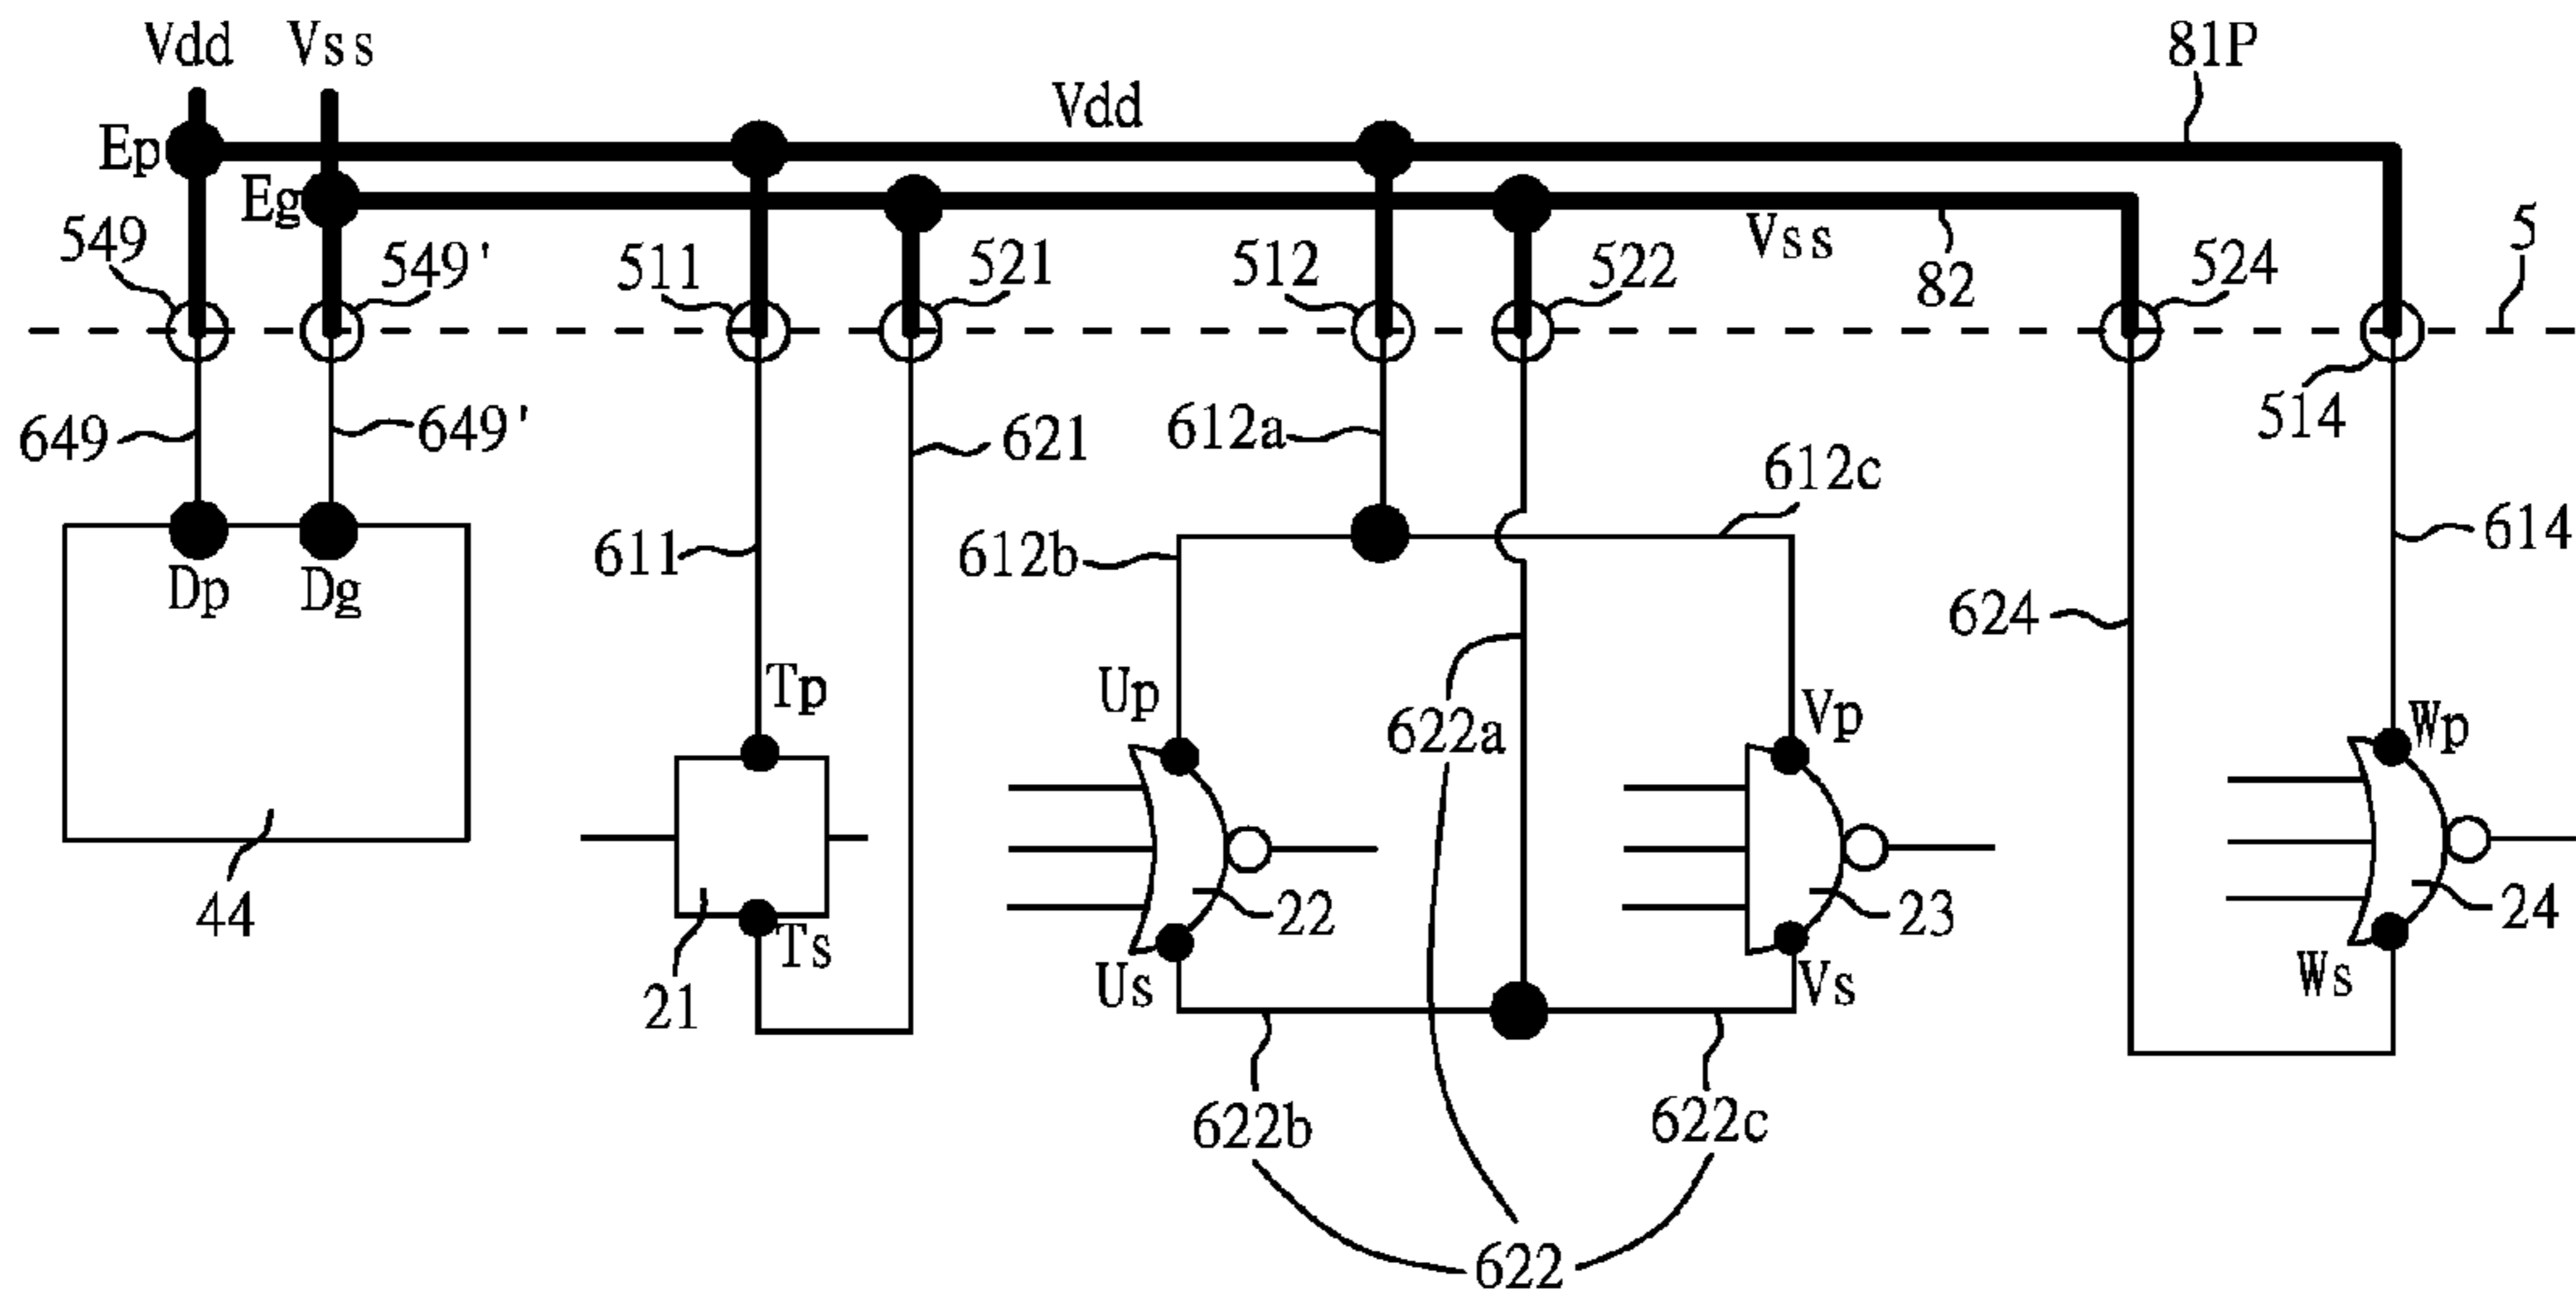 Vdd Vss
81P
Vdd
Ep
Eg
549
549'
511
521
512
522
Vss
82
524
5
514
649
649'
621
612a
612c
611
612b
614
624
Dp Dg
Tp
Up
622a
Vp
Wp
44
21
Ts
22
Us
23
Vs
24
Ws
622b
622c
622